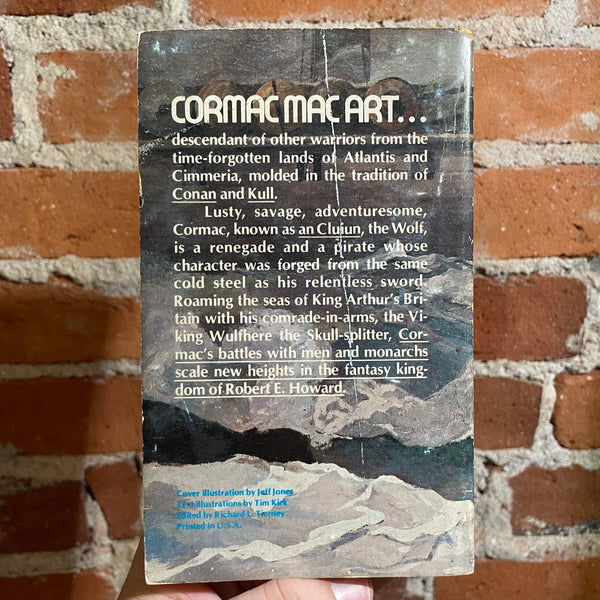 CORMAC MAC ART...
descendant of other warriors from the
time-forgotten lands of Atlantis and
Cimmeria, molded in the tradition of
Conan and Kull.
Lusty, savage, adventuresome,
Cormac, known as an Cluiun, the Wolf,
is a renegade and a pirate whose
character was forged from the same
cold steel as his relentless sword.
Roaming the seas of King Arthur's Bri-
tain with his comrade-in-arms, the Vi-
king Wulfhere the Skull-splitter, Cor-
mac's battles with men and monarchs
scale new heights in the fantasy king-
dom of Robert E. Howard.
Cover illustration by Jeff Jones
Text illustrations by Tim Kirk
Edited by Richard L. Tierney
Printed in U.S.A.